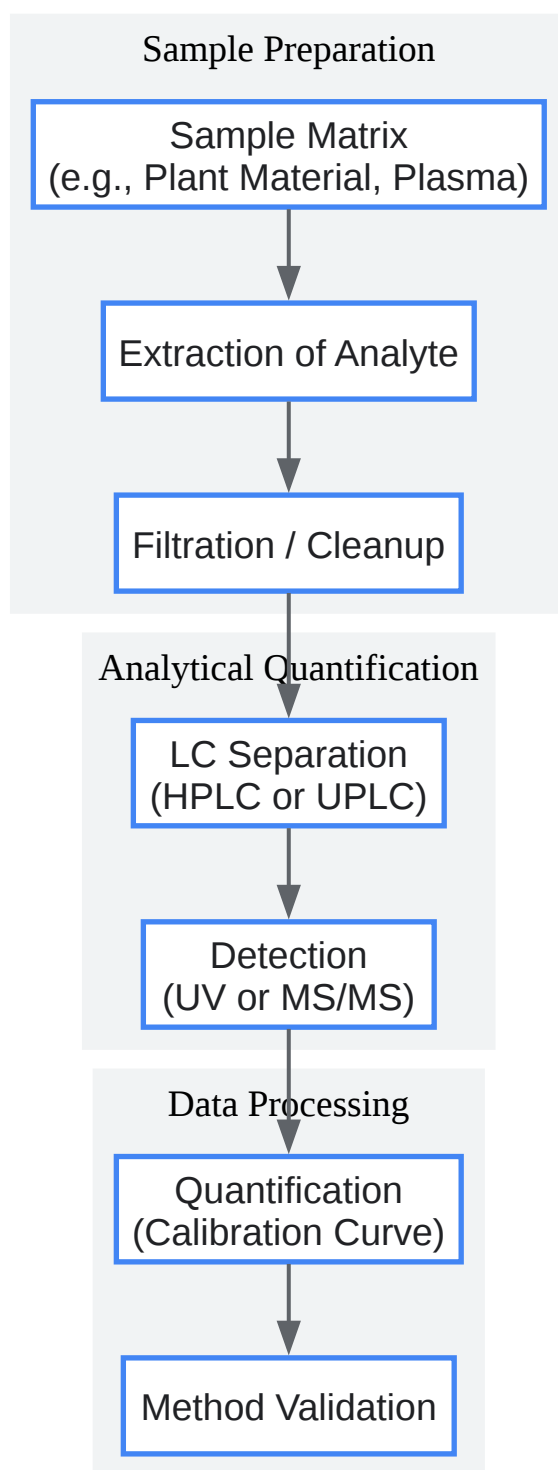 Sample Preparation
Sample Matrix
(e.g., Plant Material, Plasma)
Extraction of Analyte
Filtration / Cleanup
Analytical Quantification
LC Separation
(HPLC or UPLC)
Detection
(UV or MS/MS)
Data Processing
Quantification
(Calibration Curve)
Method Validation